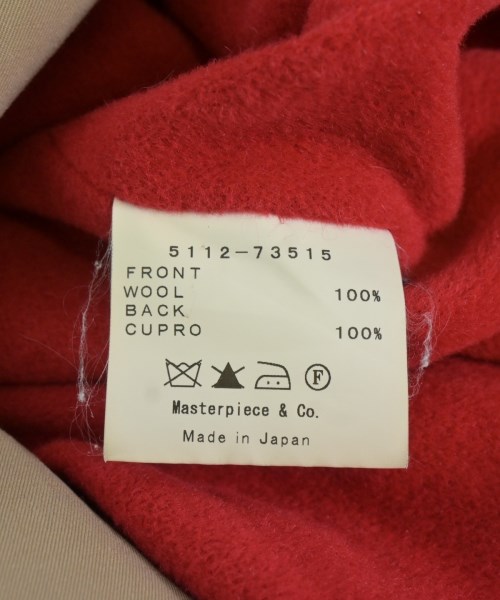 5112-73515
FRONT
WOOL 100%
BACK
CUPRO 100%
F
Masterpiece & Co.
Made in Japan